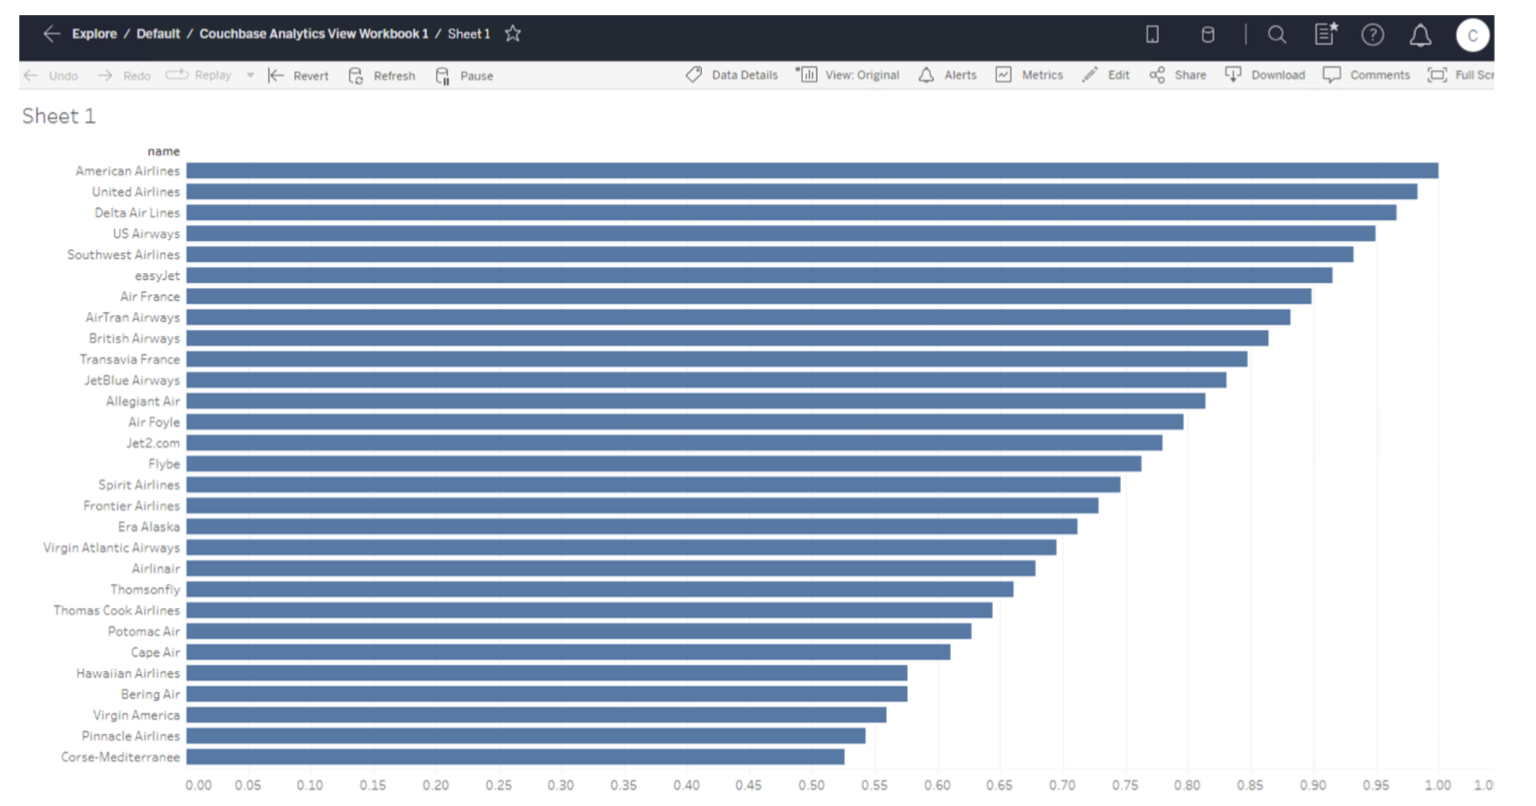 Explore / Default / Couchbase Analytics View Workbook 1 / Sheet 1 C
Undo Redo Replay Revert Refresh Pause Data Details View: Original Alerts Metrics Edit Share Download Comments Full Scr
Sheet 1
name
American Airlines
United Airlines
Delta Air Lines
US Airways
Southwest Airlines
easyJet
Air France
AirTran Airways
British Airways
Transavia France
JetBlue Airways
Allegiant Air
Air Foyle
Jet2.com
Flybe
Spirit Airlines
Frontier Airlines
Era Alaska
Virgin Atlantic Airways
Airlinair
Thomsonfly
Thomas Cook Airlines
Potomac Air
Cape Air
Hawaiian Airlines
Bering Air
Virgin America
Pinnacle Airlines
Corse-Mediterranee
0.00 0.05 0.10 0.15 0.20 0.25 0.30 0.35 0.40 0.45 0.50 0.55 0.60 0.65 0.70 0.75 0.80 0.85 0.90 0.95 1.00 1.0